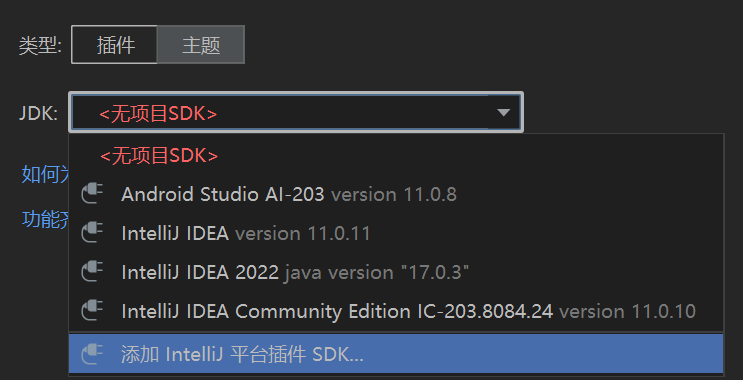 类型: 插件 主题
JDK: <无项目SDK>
<无项目SDK>
如何为
Android Studio AI-203 version 11.0.8
功能齐
IntelliJ IDEA version 11.0.11
IntelliJ IDEA 2022 java version "17.0.3"
IntelliJ IDEA Community Edition IC-203.8084.24 version 11.0.10
添加 IntelliJ 平台插件 SDK...